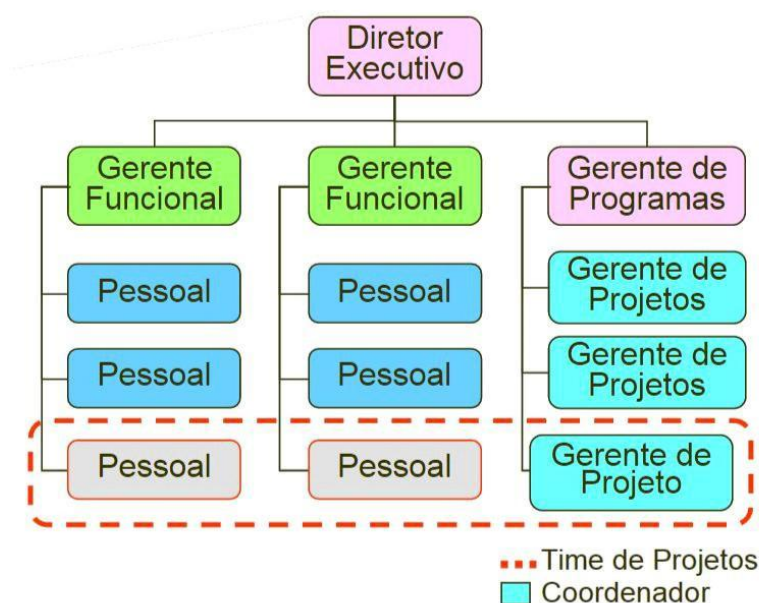 Diretor
Executivo
Gerente
Funcional
Gerente
Funcional
Gerente de
Programas
Pessoal
Pessoal
Gerente de
Projetos
Pessoal
Pessoal
Gerente de
Projetos
Pessoal
Pessoal
Gerente de
Projeto
Time de Projetos
Coordenador